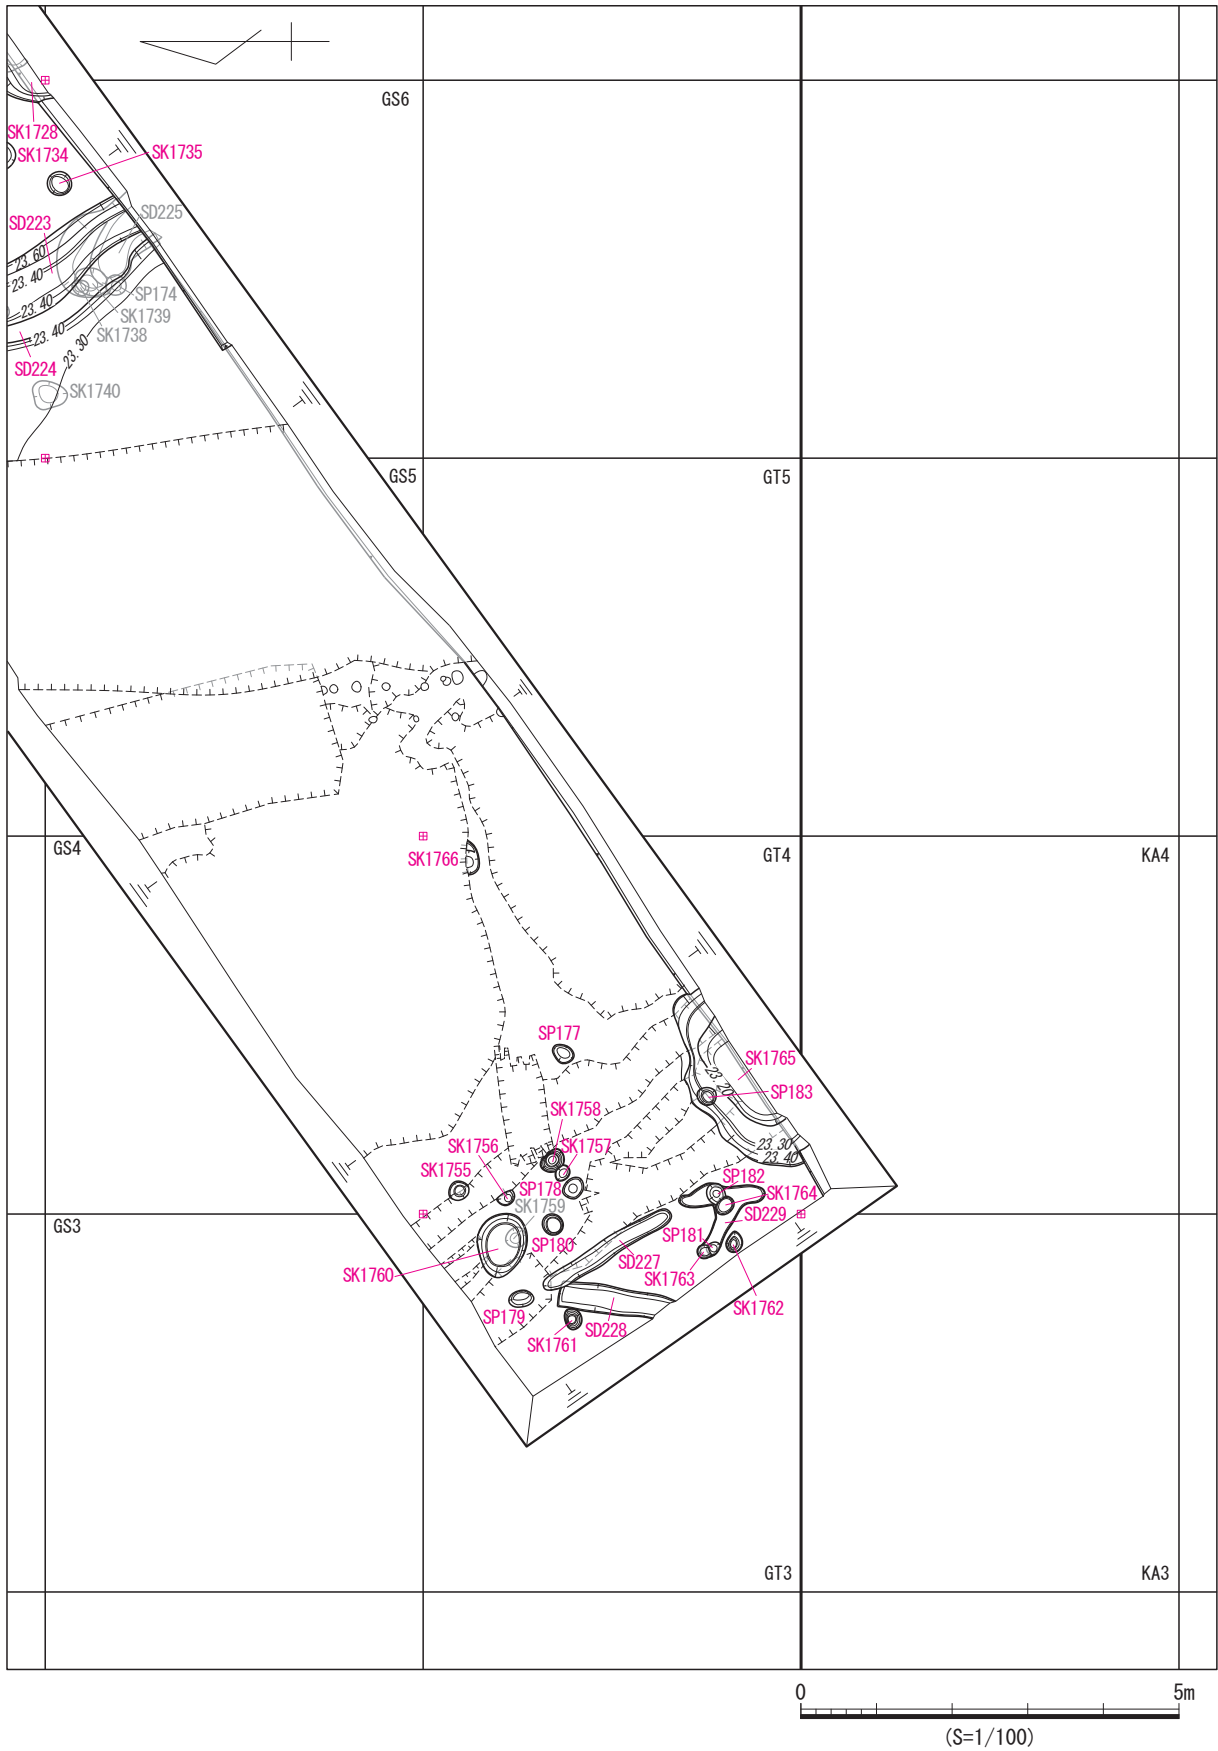 GS6
SK1728
SK1734
SK1735
SD223
SD225
23.60
23.40
23.40
23.40
23.30
SP174
SK1739
SK1738
SD224
SK1740
GS5
GT5
GS4
SK1766
GT4
KA4
SP177
SK1765
23.20
SP183
SK1758
SK1756
SK1757
23.30
23.40
SK1755
SP178
SP182
SK1764
SK1759
SD229
GS3
SP180
SP181
SD227
SK1763
SK1760
SK1762
SP179
SD228
SK1761
GT3
KA3
0
5m
(S=1/100)